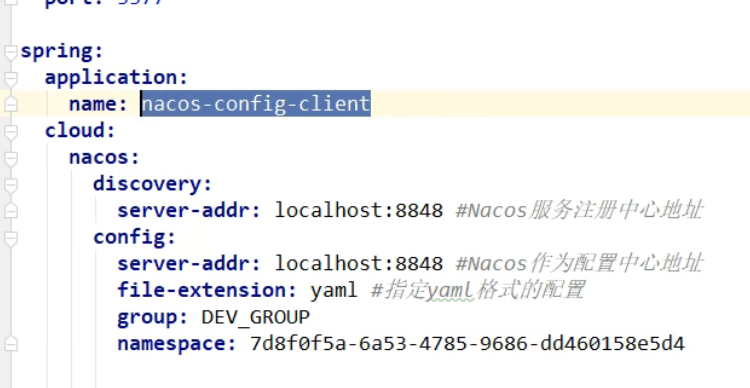 port: 3377
spring:
application:
name: nacos-config-client
cloud:
nacos:
discovery:
server-addr: localhost:8848 #Nacos服务注册中心地址
config:
server-addr: localhost:8848 #Nacos作为配置中心地址
file-extension: yaml #指定yaml格式的配置
group: DEV_GROUP
namespace: 7d8f0f5a-6a53-4785-9686-dd460158e5d4